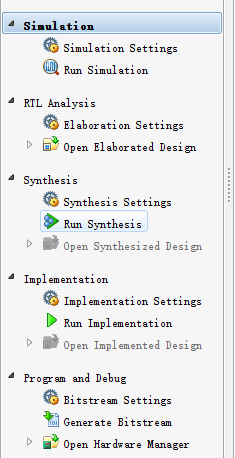 Simulation
Simulation Settings
Run Simulation
RTL Analysis
Elaboration Settings
Open Elaborated Design
Synthesis
Synthesis Settings
Run Synthesis
Open Synthesized Design
Implementation
Implementation Settings
Run Implementation
Open Implemented Design
Program and Debug
Bitstream Settings
Generate Bitstream
Open Hardware Manager